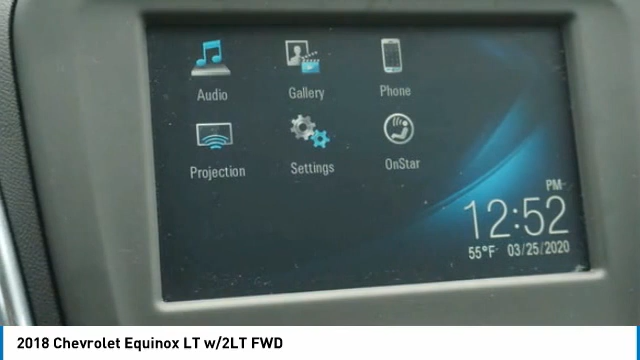 Audio
Gallery
Phone
Projection
Settings
OnStar
PM
12:52
55°F 03/25/2020
2018 Chevrolet Equinox LT w/2LT FWD